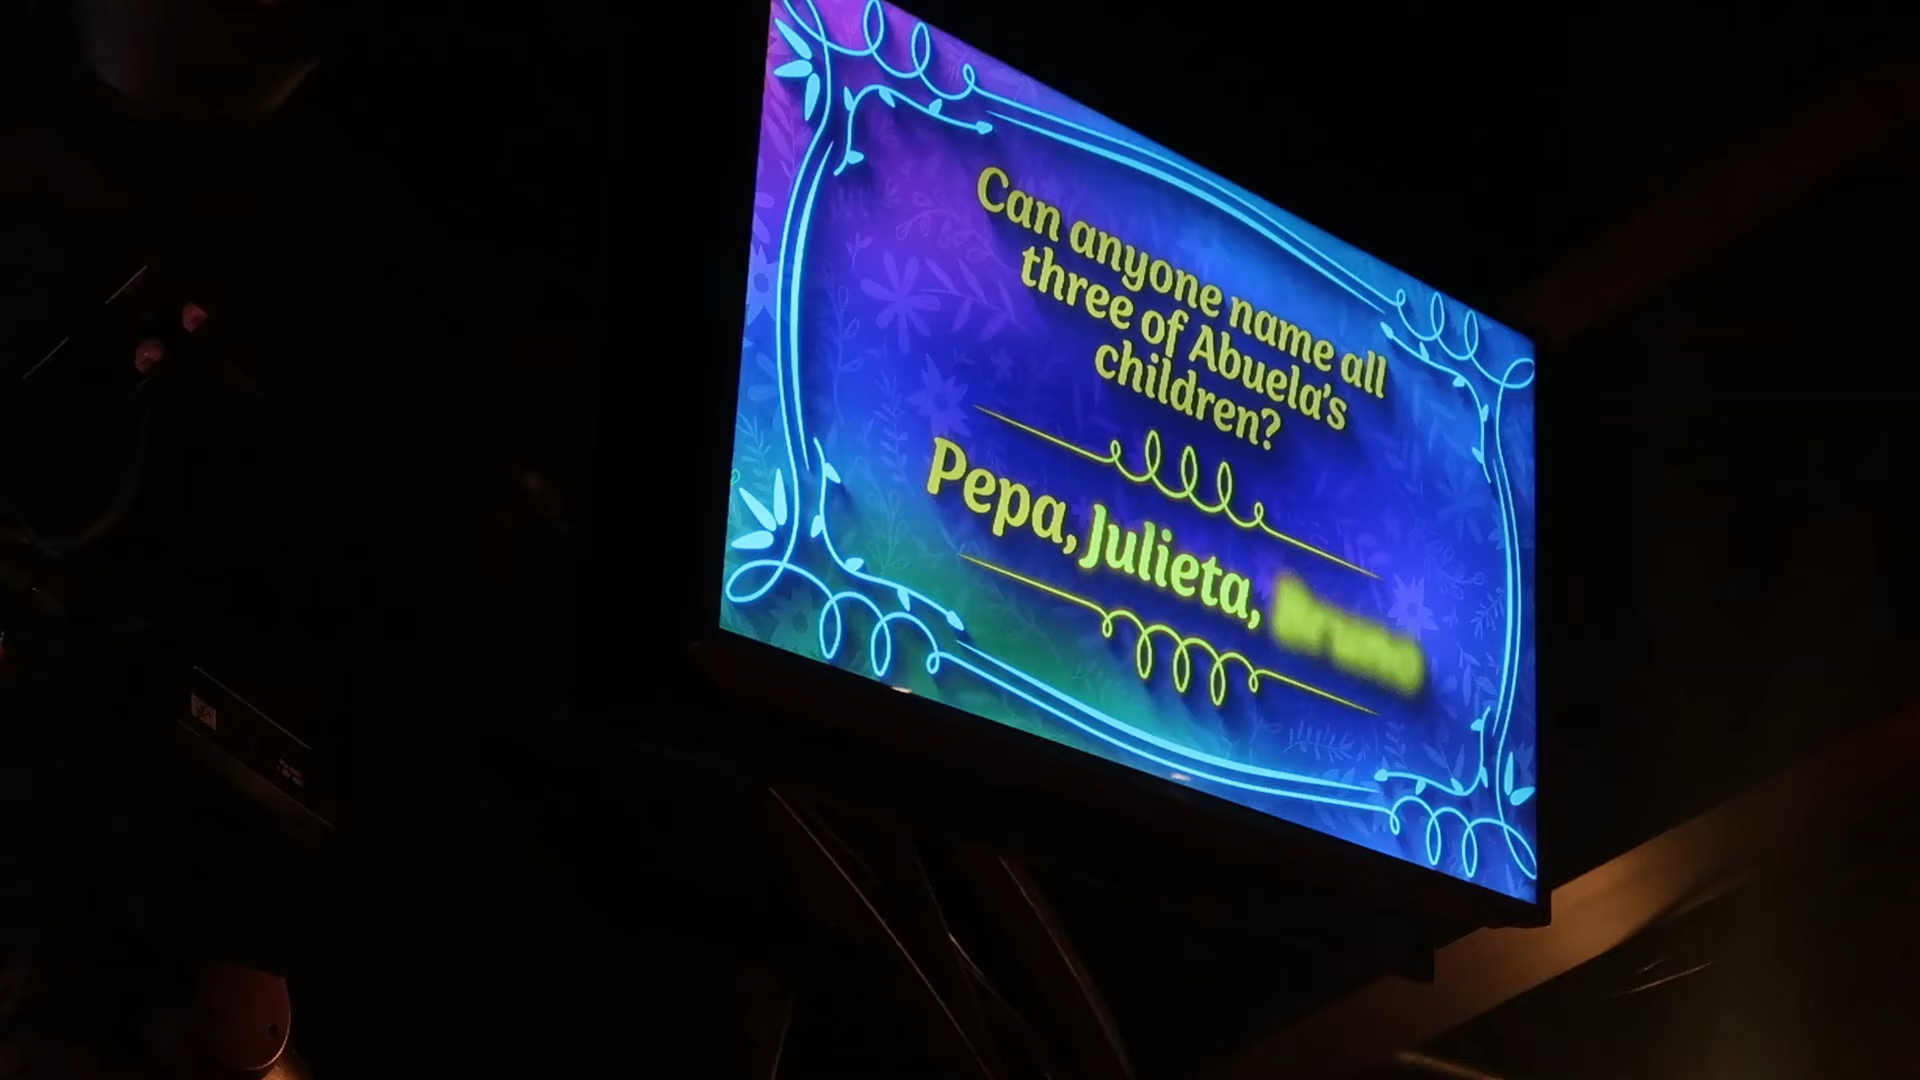 Can anyone name all
three of Abuela's
children?
Pepa, Julieta,